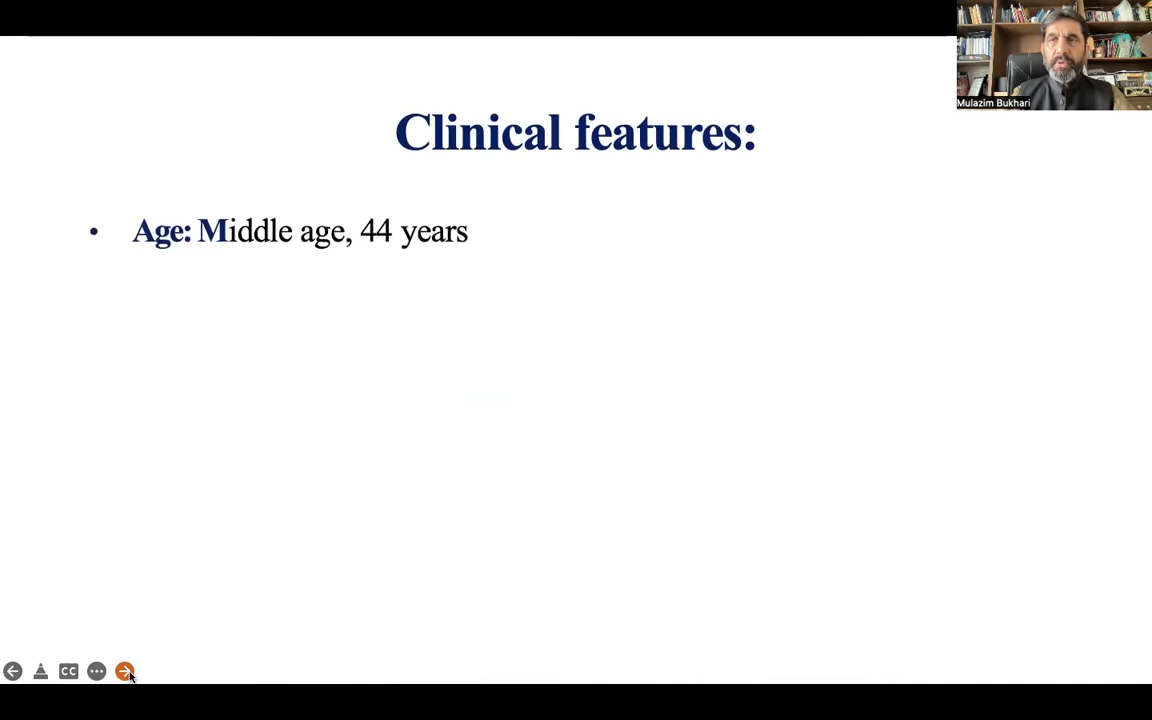 Mulazim Bukhari
Clinical features:
• Age: Middle age, 44 years
CC